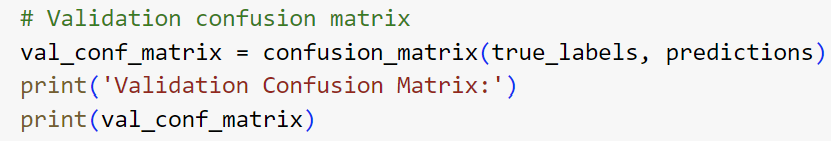 # Validation confusion matrix
val_conf_matrix = confusion_matrix(true_labels, predictions)
print('Validation Confusion Matrix:')
print(val_conf_matrix)